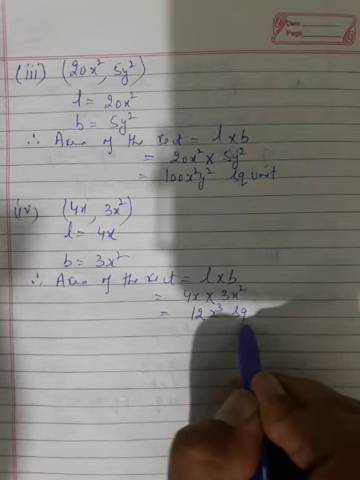 Date
Page
(iii) (20x², 5y²)
l = 20x²
b = 5y²
∴ Area of the rect = l x b
= 20x² x 5y²
= 100x²y² sq unit
(iv) (4x, 3x²)
l = 4x
b = 3x²
∴ Area of the rect = l x b
= 4x x 3x²
= 12x³ sq